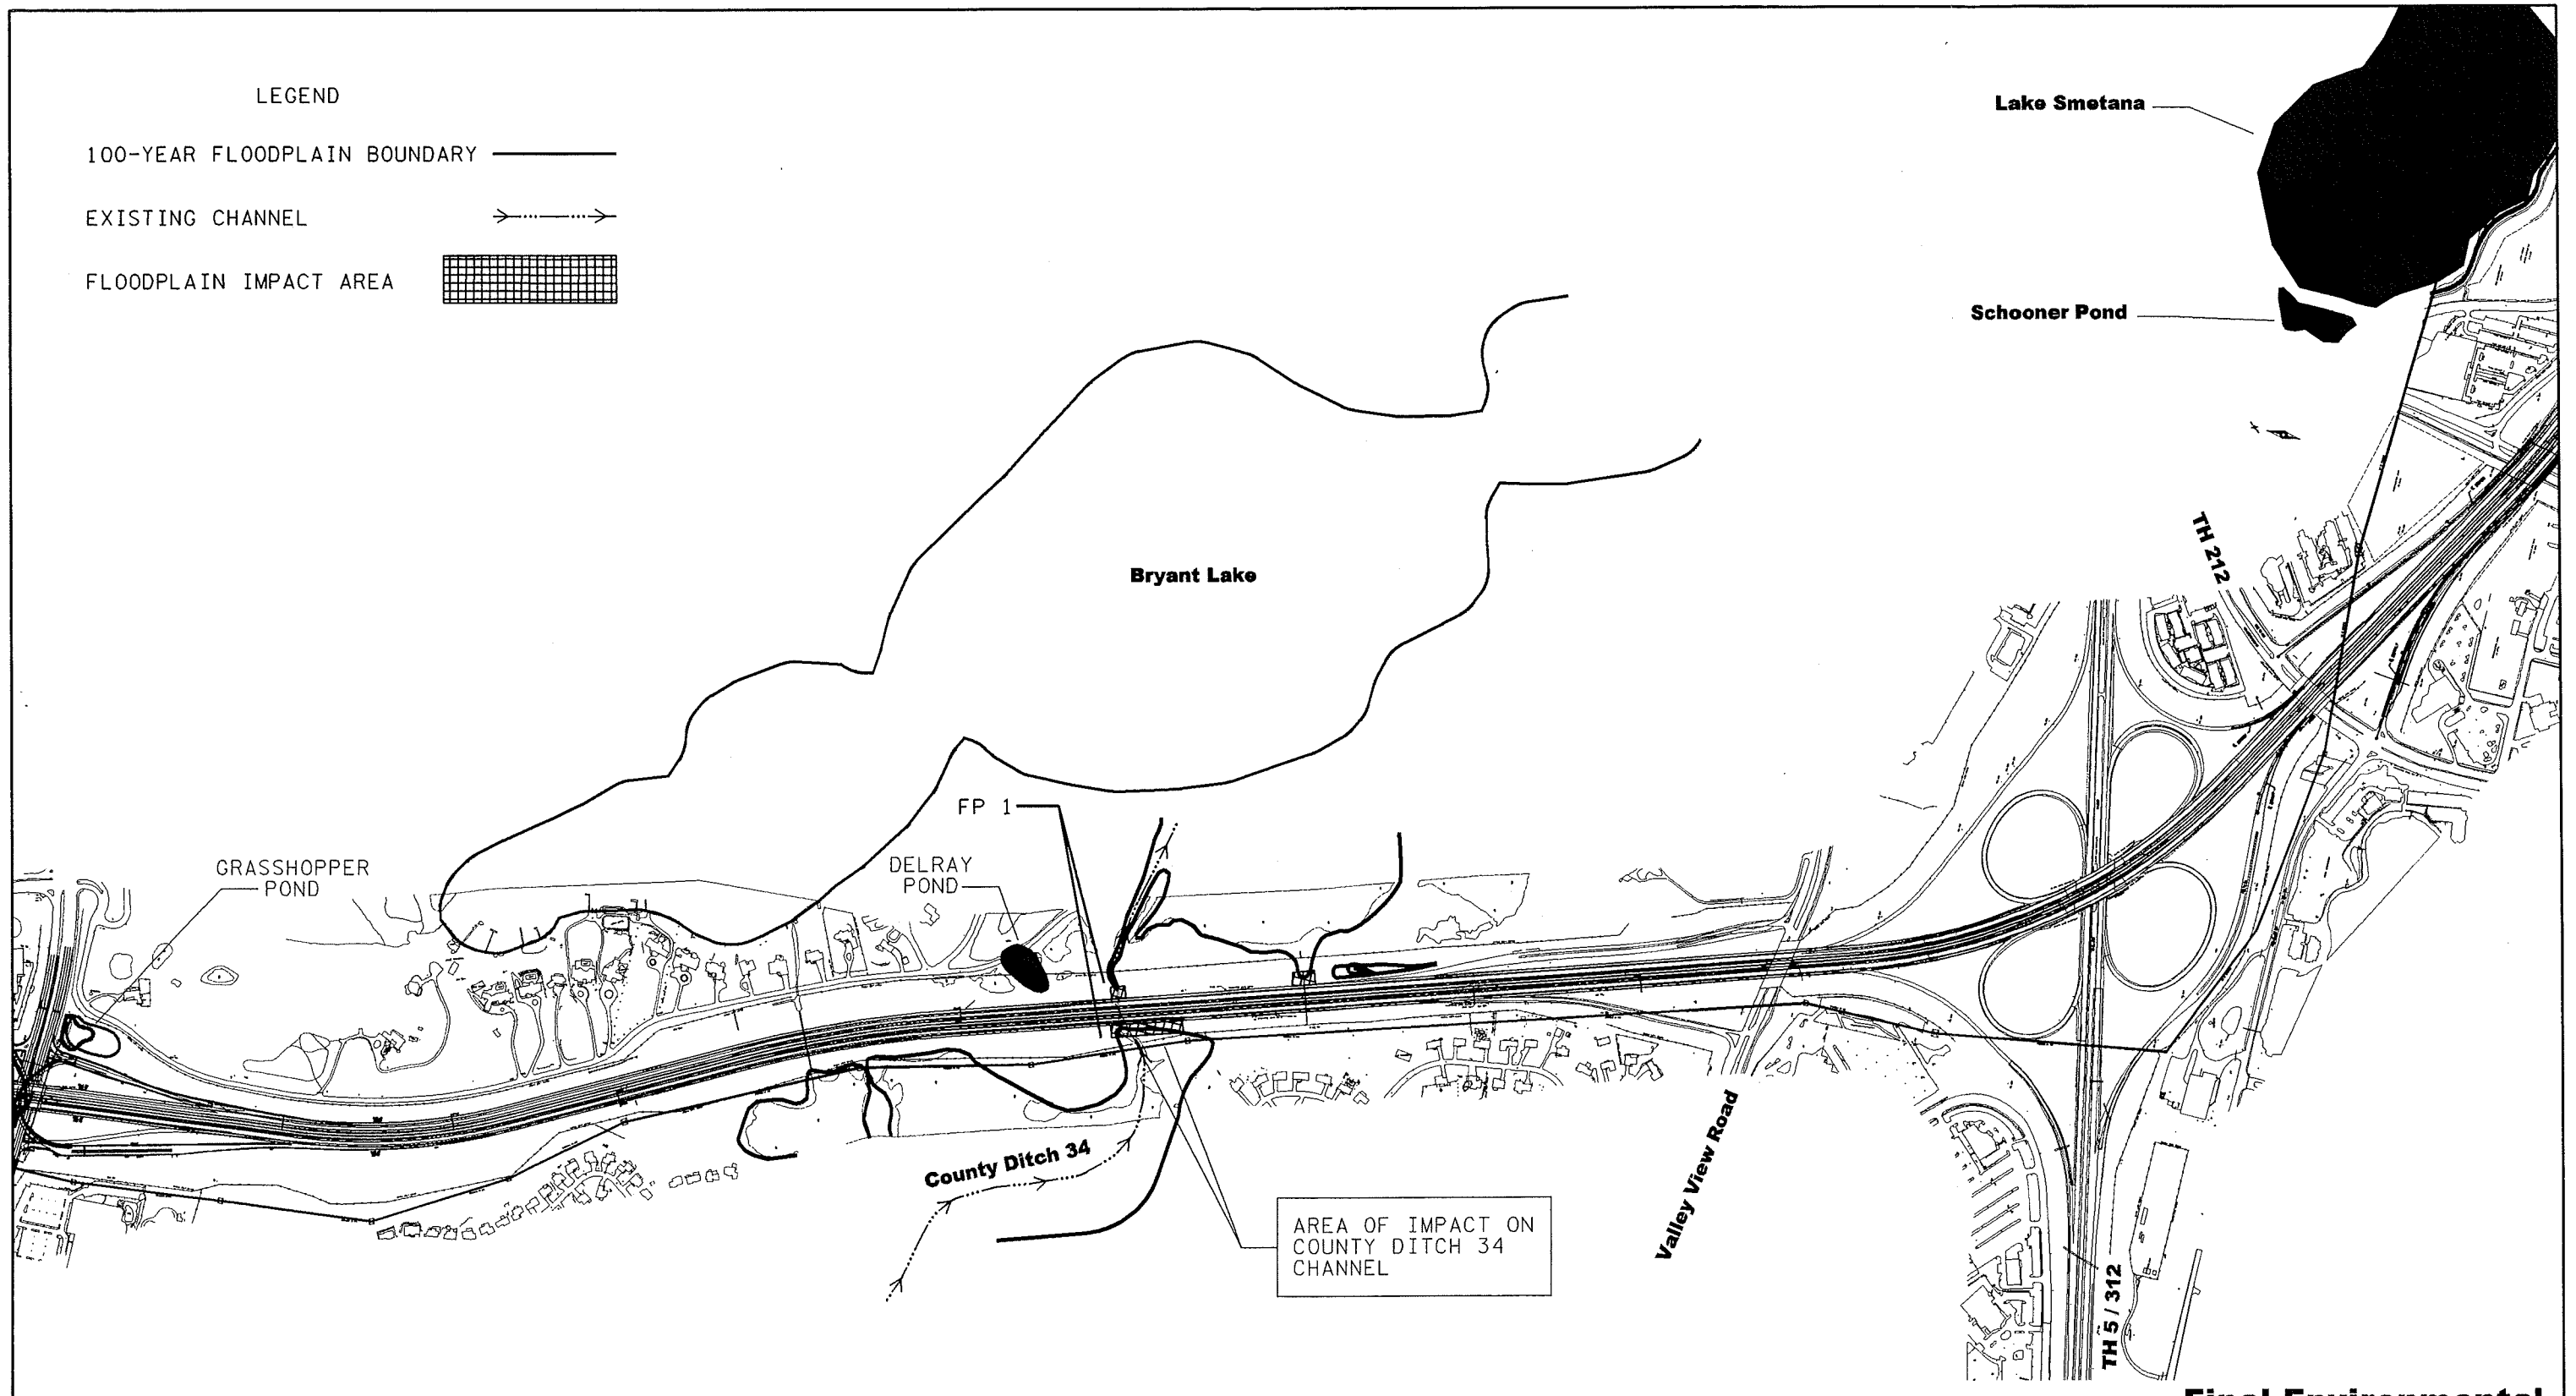 LEGEND
100-YEAR FLOODPLAIN BOUNDARY
EXISTING CHANNEL
FLOODPLAIN IMPACT AREA
Lake Smetana
Schooner Pond
TH 212
Bryant Lake
FP 1
GRASSHOPPER
POND
DELRAY
POND
County Ditch 34
Valley View Road
AREA OF IMPACT ON
COUNTY DITCH 34
CHANNEL
TH 5 / 312
Final Environmental